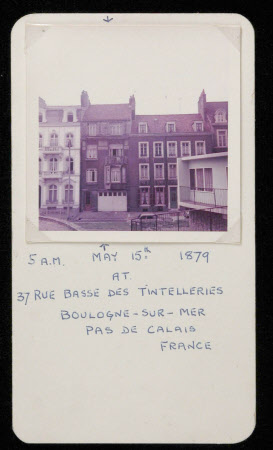 5 A.M. MAY 15th 1879
AT
37 RUE BASSE DES TINTELLERIES
BOULOGNE-SUR-MER
PAS DE CALAIS
FRANCE